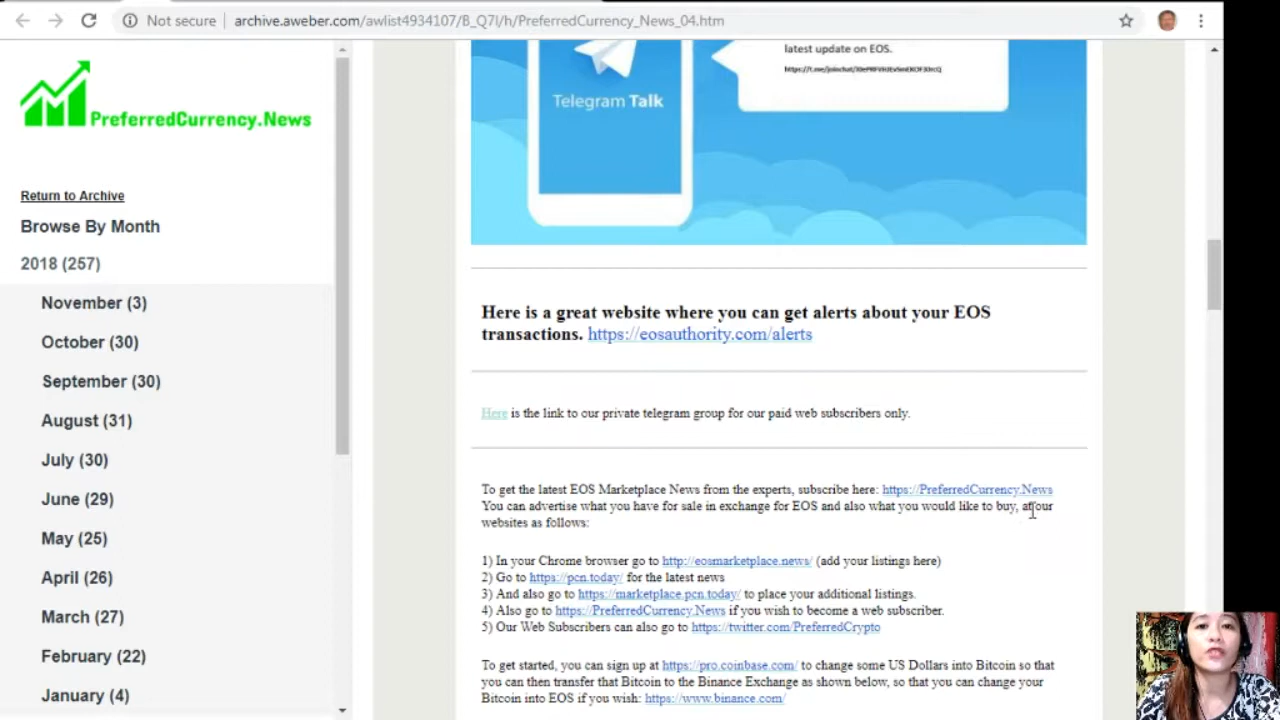 Not secure
archive.aweber.com/awlist4934107/B_Q7l/h/PreferredCurrency_News_04.htm
PreferredCurrency.News
Return to Archive
Browse By Month
2018 (257)
November (3)
October (30)
September (30)
August (31)
July (30)
June (29)
May (25)
April (26)
March (27)
February (22)
January (4)
Telegram Talk
latest update on EOS.
Here is a great website where you can get alerts about your EOS
transactions. https://eosauthority.com/alerts
Here is the link to our private telegram group for our paid web subscribers only.
To get the latest EOS Marketplace News from the experts, subscribe here: https://PreferredCurrency.News
You can advertise what you have for sale in exchange for EOS and also what you would like to buy, at our
websites as follows:
1) In your Chrome browser go to http://eosmarketplace.news/ (add your listings here)
2) Go to https://pcn.today/ for the latest news
3) And also go to https://marketplace.pcn.today/ to place your additional listings.
4) Also go to https://PreferredCurrency.News if you wish to become a web subscriber.
5) Our Web Subscribers can also go to https://twitter.com/PreferredCrypto
To get started, you can sign up at https://pro.coinbase.com/ to change some US Dollars into Bitcoin so that
you can then transfer that Bitcoin to the Binance Exchange as shown below, so that you can change your
Bitcoin into EOS if you wish: https://www.binance.com/